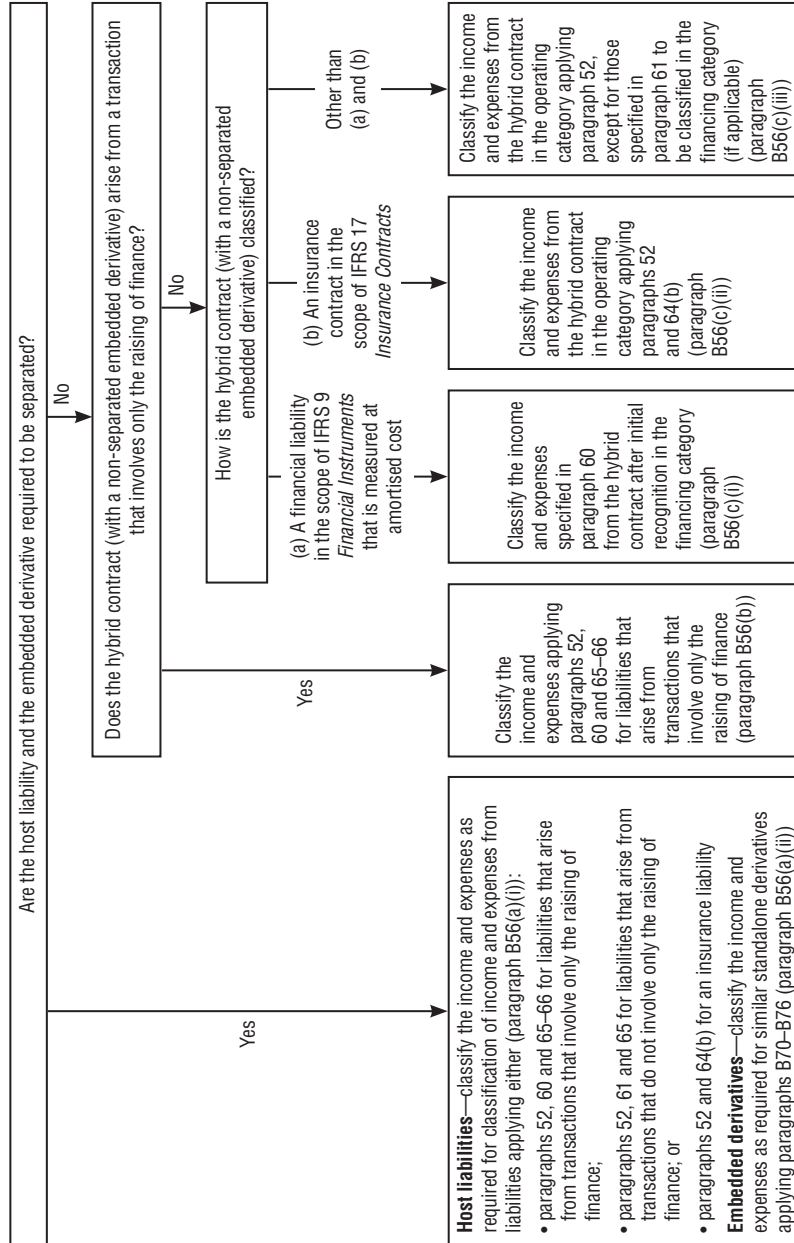 Are the host liability and the embedded derivative required to be separated?
No
Does the hybrid contract (with a non-separated embedded derivative) arise from a transaction
that involves only the raising of finance?
No
How is the hybrid contract (with a non-separated
embedded derivative) classified?
(a) A financial liability
in the scope of IFRS 9
Financial Instruments
that is measured at
amortised cost
(b) An insurance
contract in the
scope of IFRS 17
Insurance Contracts
Other than
(a) and (b)
Yes
Yes
Host liabilities—classify the income and expenses as
required for classification of income and expenses from
liabilities applying either (paragraph B56(a)(i)):
• paragraphs 52, 60 and 65–66 for liabilities that arise
from transactions that involve only the raising of
finance;
• paragraphs 52, 61 and 65 for liabilities that arise from
transactions that do not involve only the raising of
finance; or
• paragraphs 52 and 64(b) for an insurance liability
Embedded derivatives—classify the income and
expenses as required for similar standalone derivatives
applying paragraphs B70–B76 (paragraph B56(a)(ii))
Classify the
income and
expenses applying
paragraphs 52,
60 and 65–66
for liabilities that
arise from
transactions that
involve only the
raising of finance
(paragraph B56(b))
Classify the income
and expenses
specified in
paragraph 60
from the hybrid
contract after initial
recognition in the
financing category
(paragraph
B56(c)(i))
Classify the income
and expenses from
the hybrid contract
in the operating
category applying
paragraphs 52
and 64(b)
(paragraph
B56(c)(ii))
Classify the income
and expenses from
the hybrid contract
in the operating
category applying
paragraph 52,
except for those
specified in
paragraph 61 to
be classified in the
financing category
(if applicable)
(paragraph
B56(c)(iii))